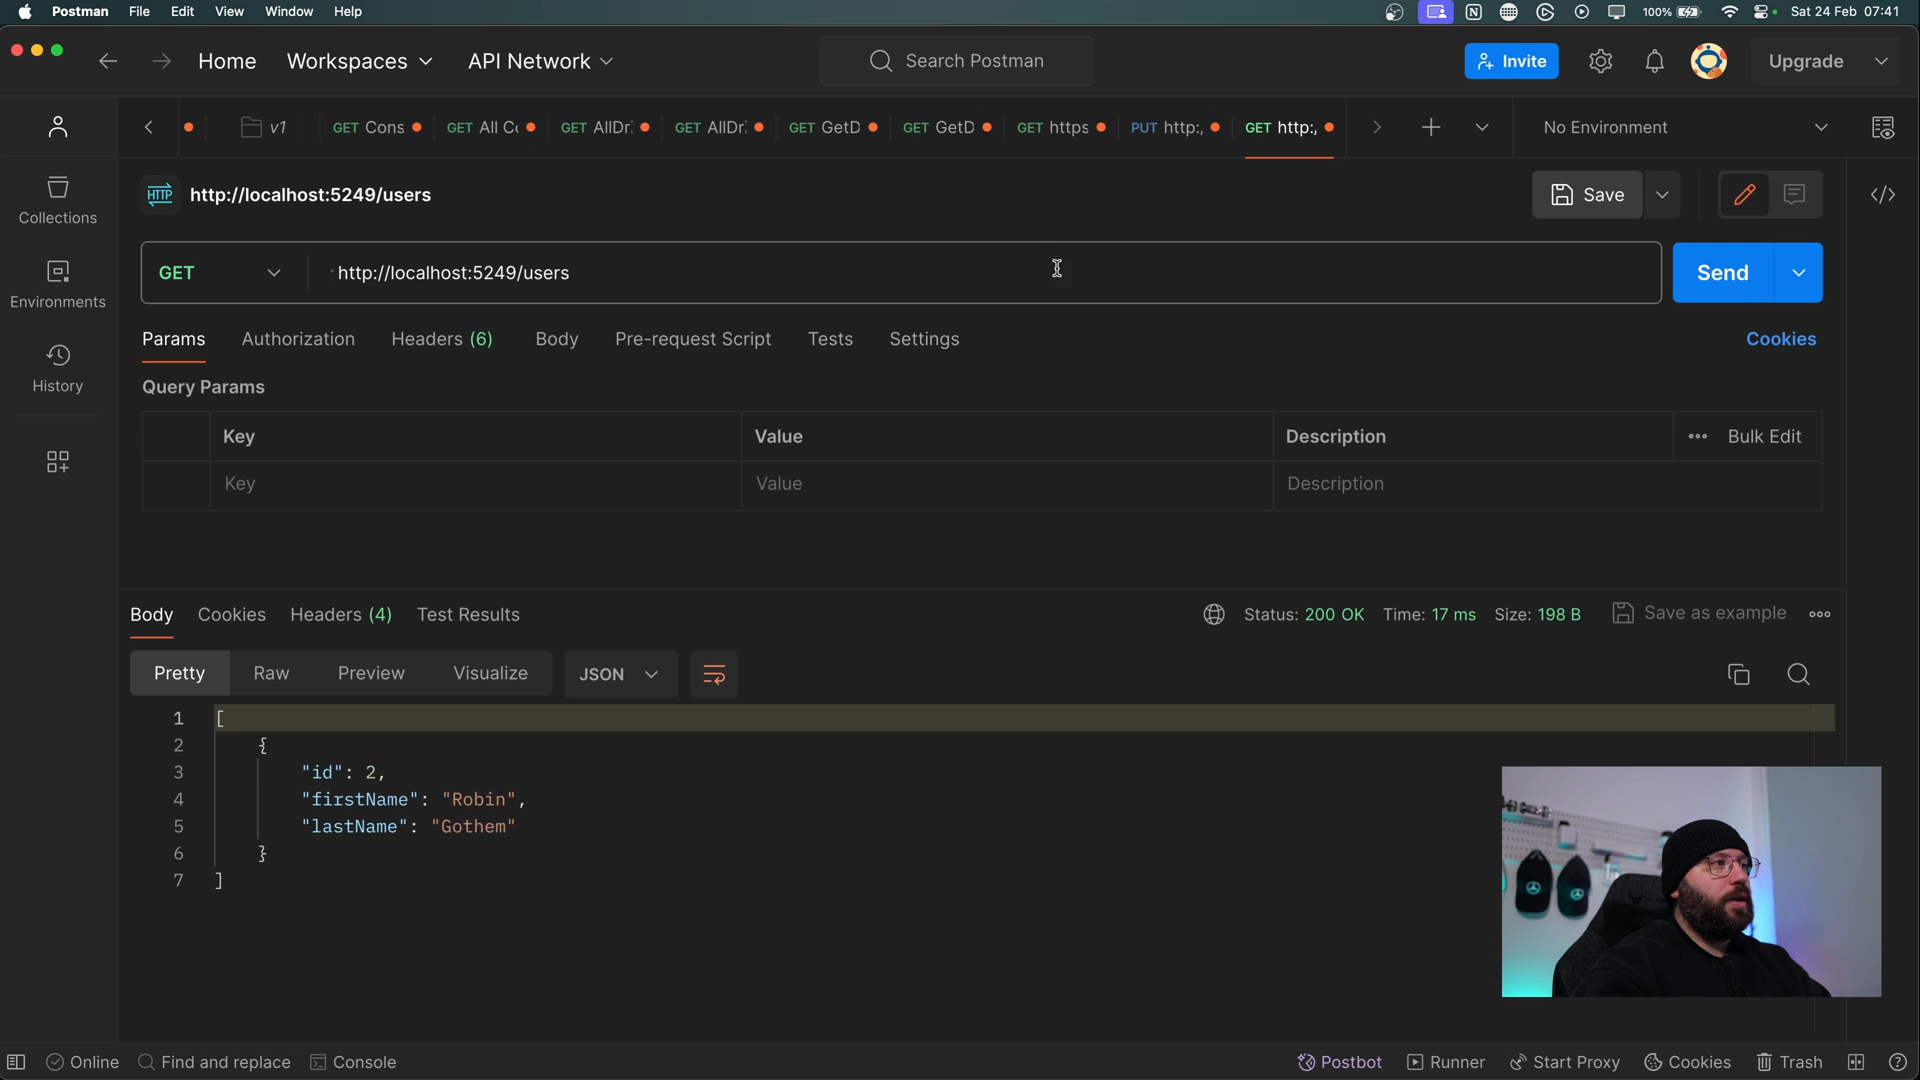 Postman File Edit View Window Help 100% Sat 24 Feb 07:41
Home Workspaces API Network Search Postman Invite Upgrade
v1 GET Cons GET All GET AllDr GET AllDr GET GetD GET GetD GET https PUT http:, GET http:, No Environment
HTTP http://localhost:5249/users Save
Collections
GET http://localhost:5249/users Send
Environments
Params Authorization Headers (6) Body Pre-request Script Tests Settings Cookies
History
Query Params
Key Value Description Bulk Edit
Key Value Description
Body Cookies Headers (4) Test Results Status: 200 OK Time: 17 ms Size: 198 B Save as example
Pretty Raw Preview Visualize JSON
1 [
2 {
3 "id": 2,
4 "firstName": "Robin",
5 "lastName": "Gothem"
6 }
7 ]
Online Find and replace Console Postbot Runner Start Proxy Cookies Trash